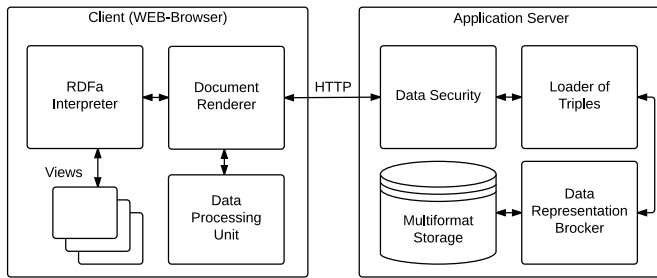 Client (WEB-Browser)
RDFa
Interpreter
Document
Renderer
Views
Data
Processing
Unit
HTTP
Application Server
Data Security
Loader of
Triples
Multiformat
Storage
Data
Representation
Brocker